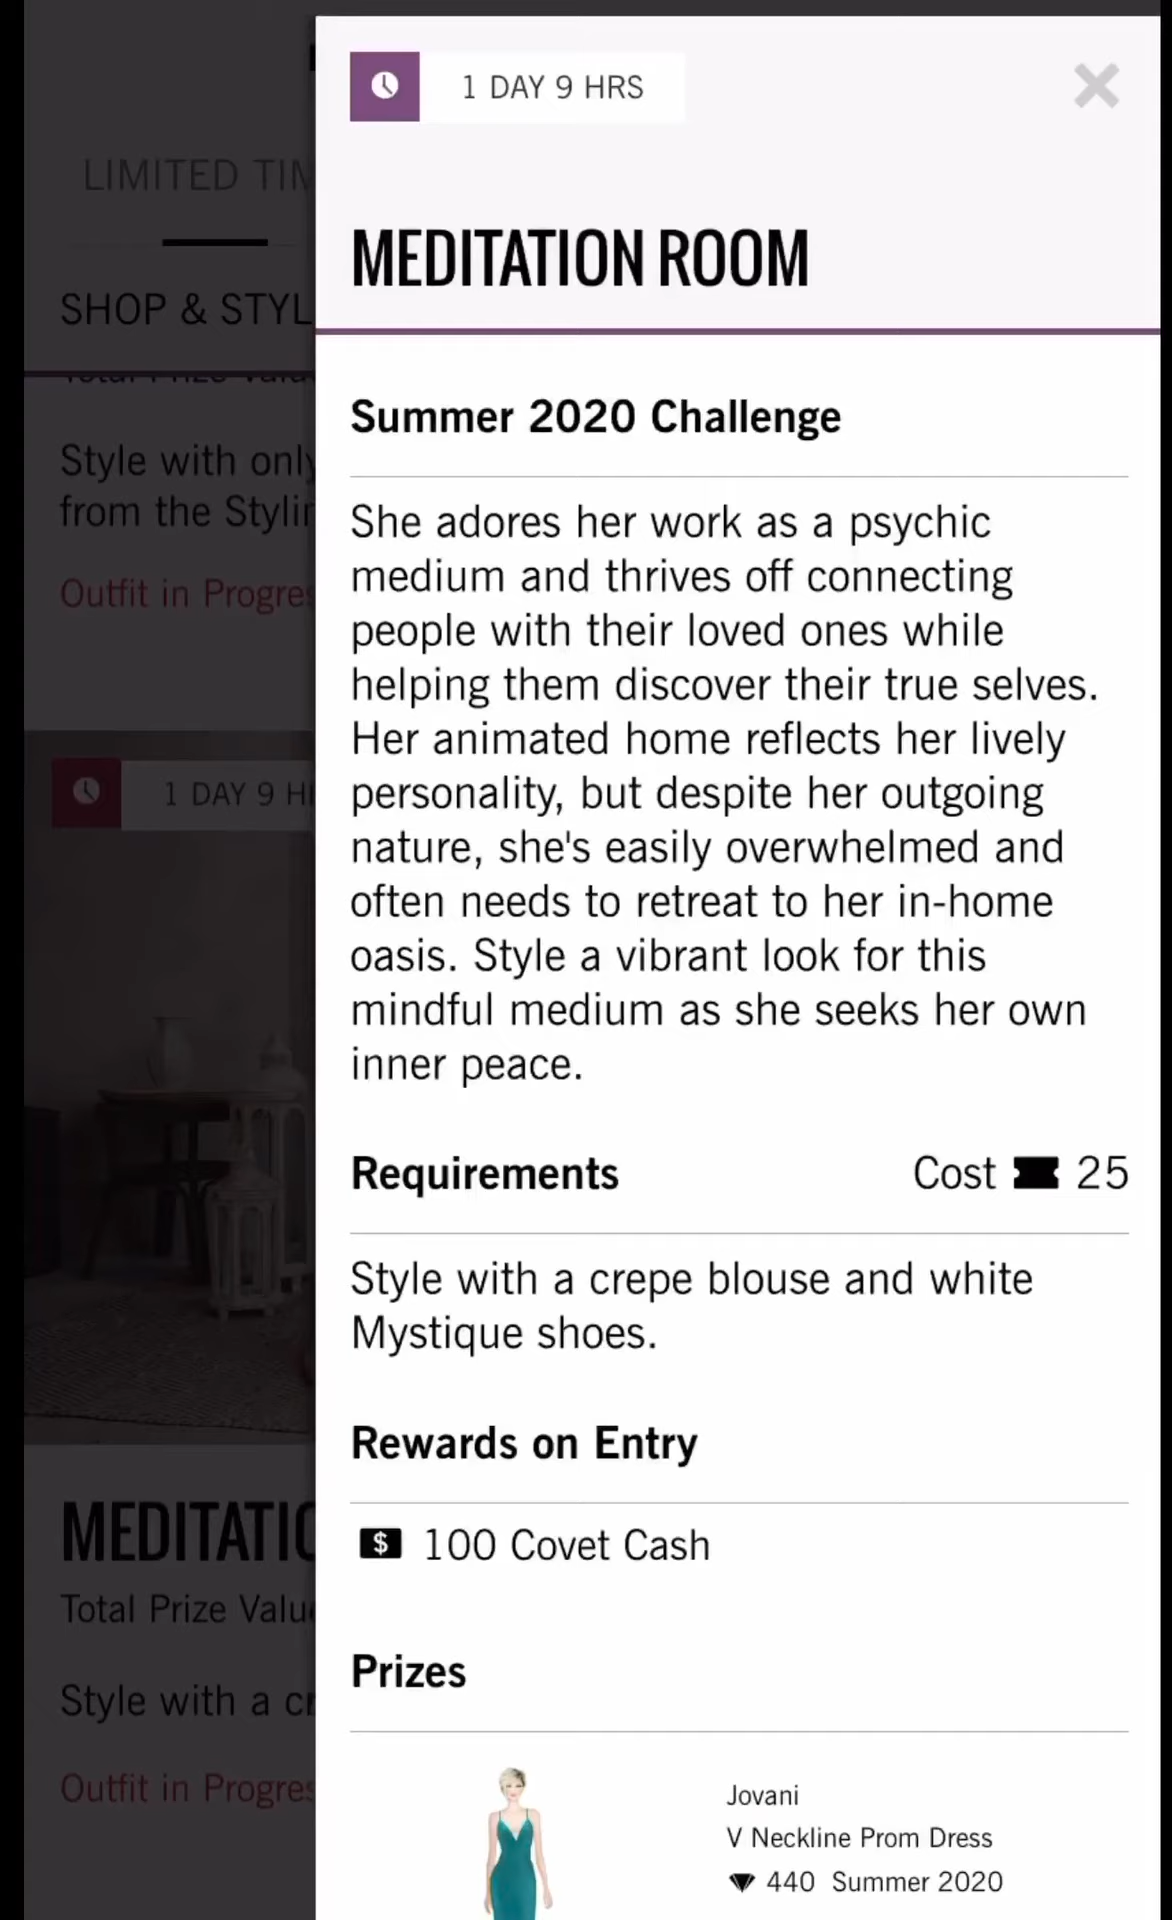 1 DAY 9 HRS
LIMITED
MEDITATION ROOM
SHOP & STYL
Summer 2020 Challenge
Style with only
from the Stylin
Outfit in Progres
She adores her work as a psychic
medium and thrives off connecting
people with their loved ones while
helping them discover their true selves.
Her animated home reflects her lively
personality, but despite her outgoing
nature, she's easily overwhelmed and
often needs to retreat to her in-home
oasis. Style a vibrant look for this
mindful medium as she seeks her own
inner peace.
1 DAY 9 H
Requirements Cost 25
Style with a crepe blouse and white
Mystique shoes.
Rewards on Entry
$ 100 Covet Cash
MEDITATIO
Total Prize Valu
Style with a cr
Outfit in Progres
Prizes
Jovani
V Neckline Prom Dress
440 Summer 2020